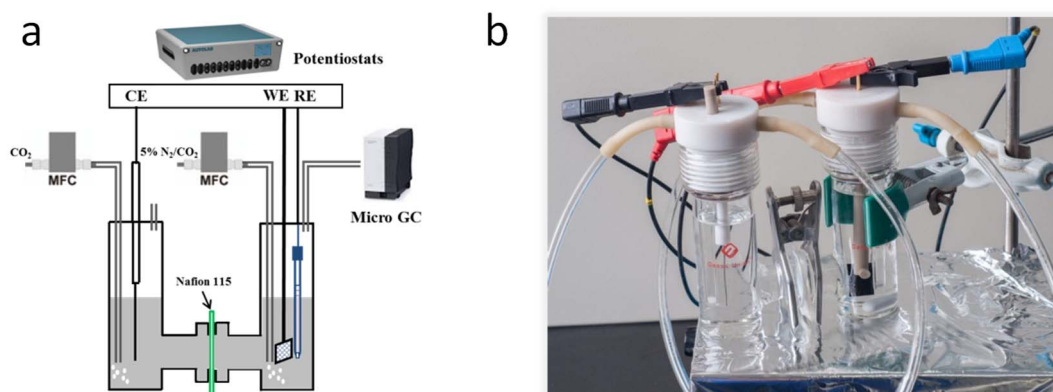 a
b
Potentiostats
CE
WE
RE
CO2
5% N2/CO2
MFC
MFC
Micro GC
Nafion 115